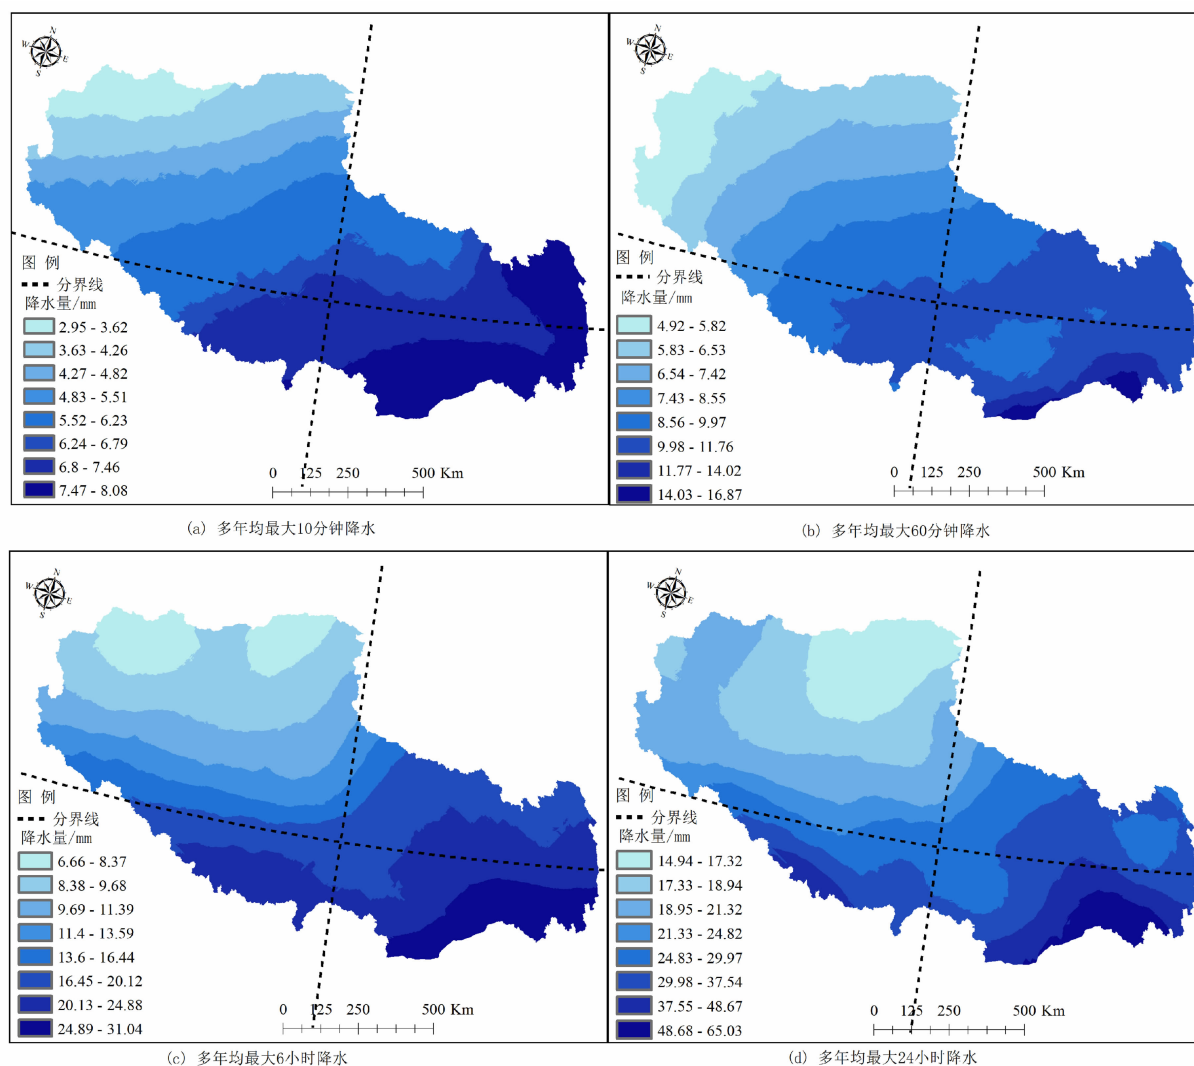 N
W
E
S
图 例
分界线
降水量/mm
2.95 - 3.62
3.63 - 4.26
4.27 - 4.82
4.83 - 5.51
5.52 - 6.23
6.24 - 6.79
6.8 - 7.46
7.47 - 8.08
0 125 250 500 Km
(a) 多年均最大10分钟降水
N
W
E
S
图 例
分界线
降水量/mm
4.92 - 5.82
5.83 - 6.53
6.54 - 7.42
7.43 - 8.55
8.56 - 9.97
9.98 - 11.76
11.77 - 14.02
14.03 - 16.87
0 125 250 500 Km
(b) 多年均最大60分钟降水
N
W
E
S
图 例
分界线
降水量/mm
6.66 - 8.37
8.38 - 9.68
9.69 - 11.39
11.4 - 13.59
13.6 - 16.44
16.45 - 20.12
20.13 - 24.88
24.89 - 31.04
0 125 250 500 Km
(c) 多年均最大6小时降水
N
W
E
S
图 例
分界线
降水量/mm
14.94 - 17.32
17.33 - 18.94
18.95 - 21.32
21.33 - 24.82
24.83 - 29.97
29.98 - 37.54
37.55 - 48.67
48.68 - 65.03
0 125 250 500 Km
(d) 多年均最大24小时降水